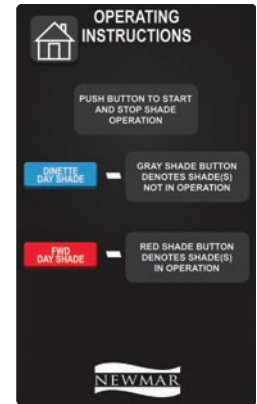 OPERATING
INSTRUCTIONS
PUSH BUTTON TO START
AND STOP SHADE
OPERATION
DINETTE
DAY SHADE
GRAY SHADE BUTTON
DENOTES SHADE(S)
NOT IN OPERATION
FWD
DAY SHADE
RED SHADE BUTTON
DENOTES SHADE(S)
IN OPERATION
NEWMAR